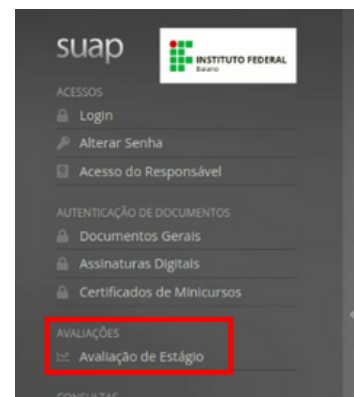 suap
INSTITUTO FEDERAL
Baiano
ACESSOS
Login
Alterar Senha
Acesso do Responsável
AUTENTICAÇÃO DE DOCUMENTOS
Documentos Gerais
Assinaturas Digitais
Certificados de Minicursos
AVALIAÇÕES
Avaliação de Estágio
CONSULTAS